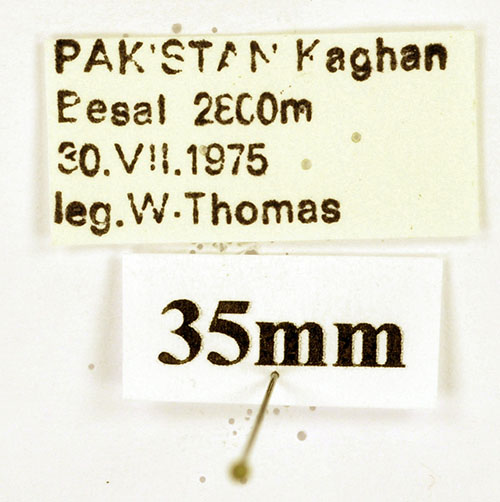 PAKISTAN Kaghan
Besal 2800m
30.VII.1975
leg.W.Thomas
35mm